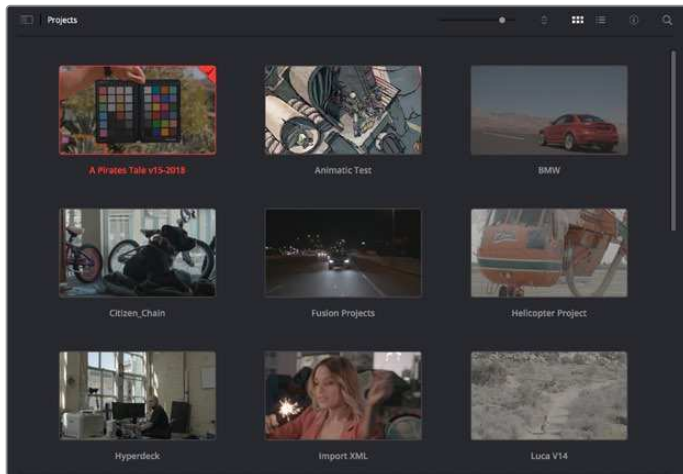 Projects
A Pirates Tale v15-2018
Animatic Test
BMW
Citizen_Chain
Fusion Projects
Helicopter Project
Hyperdeck
Import XML
Luca V14